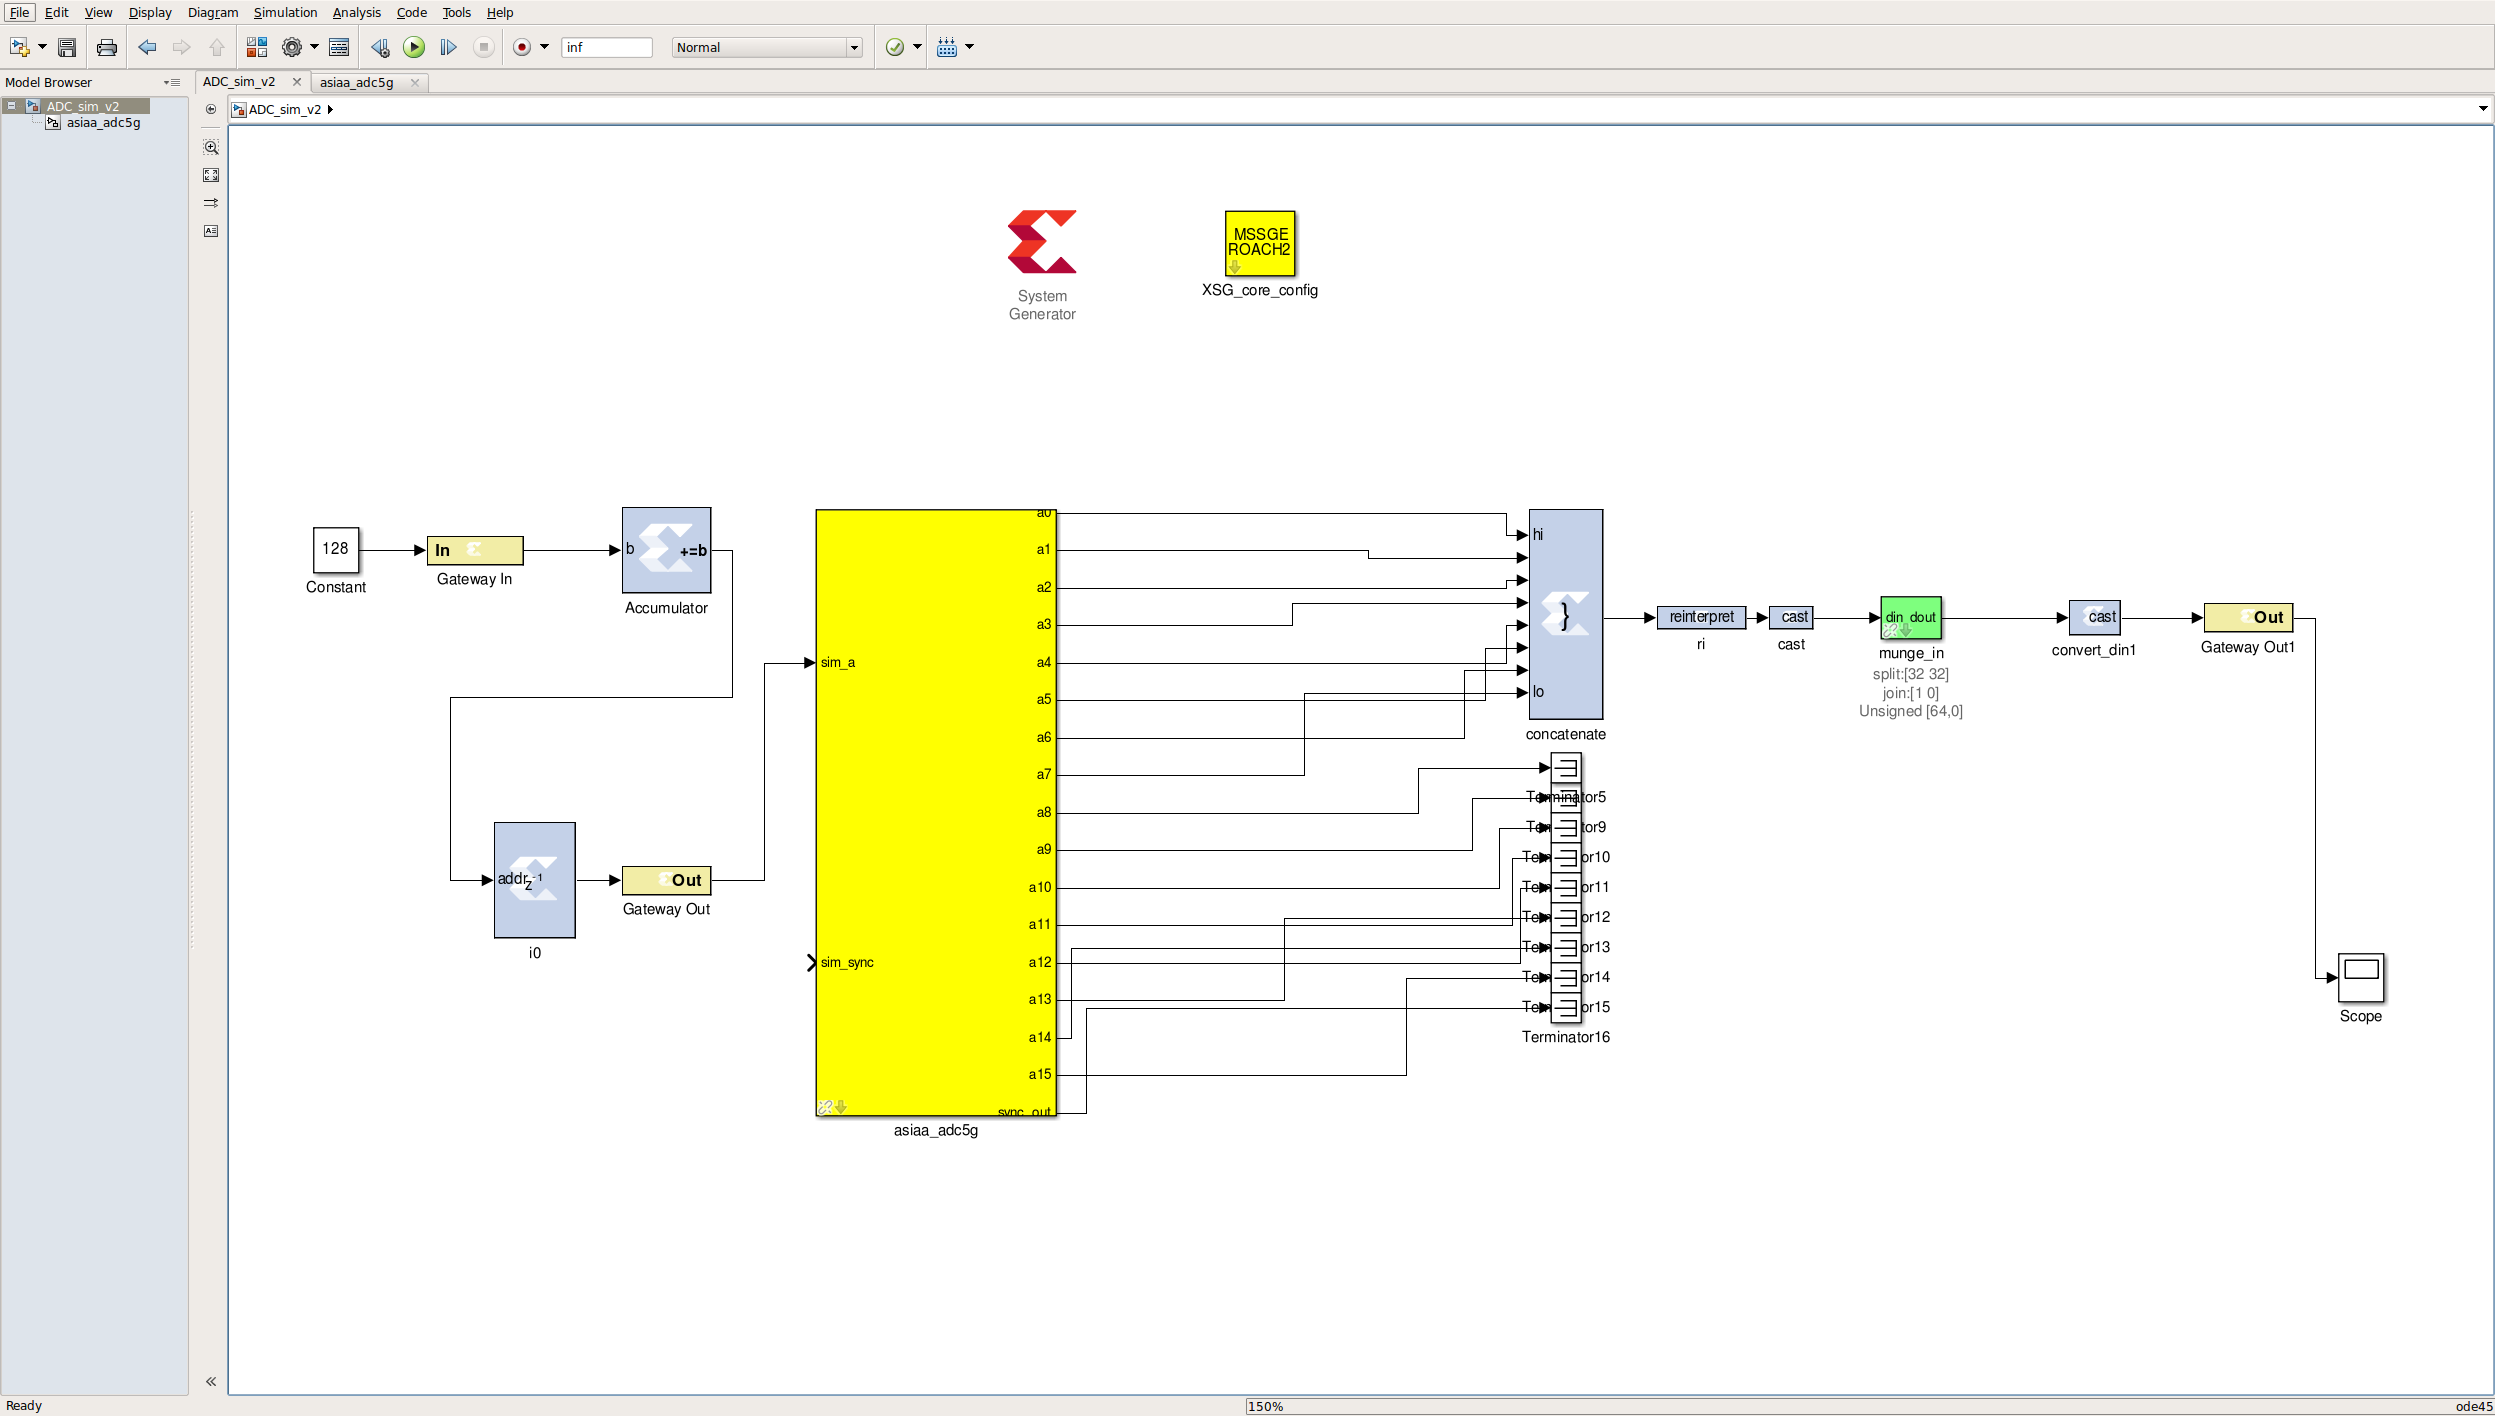 File Edit View Display Diagram Simulation Analysis Code Tools Help
inf Normal
Model Browser
ADC_sim_v2 asiaa_adc5g
ADC_sim_v2
asiaa_adc5g
ADC_sim_v2
System
Generator
MSSGE
ROACH2
XSG_core_config
128
Constant
In
Gateway In
b +=b
Accumulator
addr z⁻¹
i0
Out
Gateway Out
sim_a
sim_sync
a0
a1
a2
a3
a4
a5
a6
a7
a8
a9
a10
a11
a12
a13
a14
a15
sync_out
asiaa_adc5g
hi
}
lo
concatenate
Terminator5
Terminator16
reinterpret
ri
cast
cast
din dout
munge_in
split:[32 32]
join:[1 0]
Unsigned [64,0]
cast
convert_din1
Out
Gateway Out1
Scope
Ready
150%
ode45